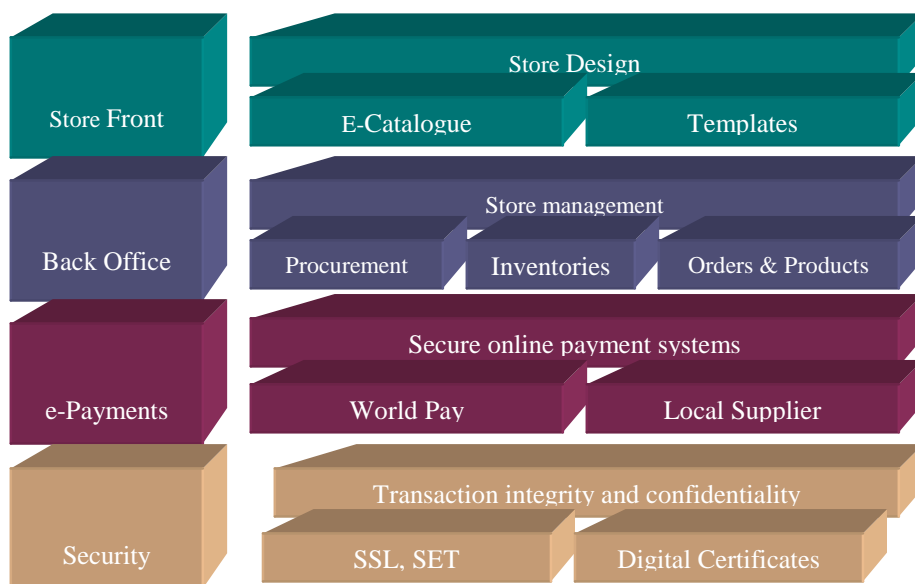 Store Front
Store Design
E-Catalogue
Templates
Back Office
Store management
Procurement
Inventories
Orders & Products
e-Payments
Secure online payment systems
World Pay
Local Supplier
Security
Transaction integrity and confidentiality
SSL, SET
Digital Certificates